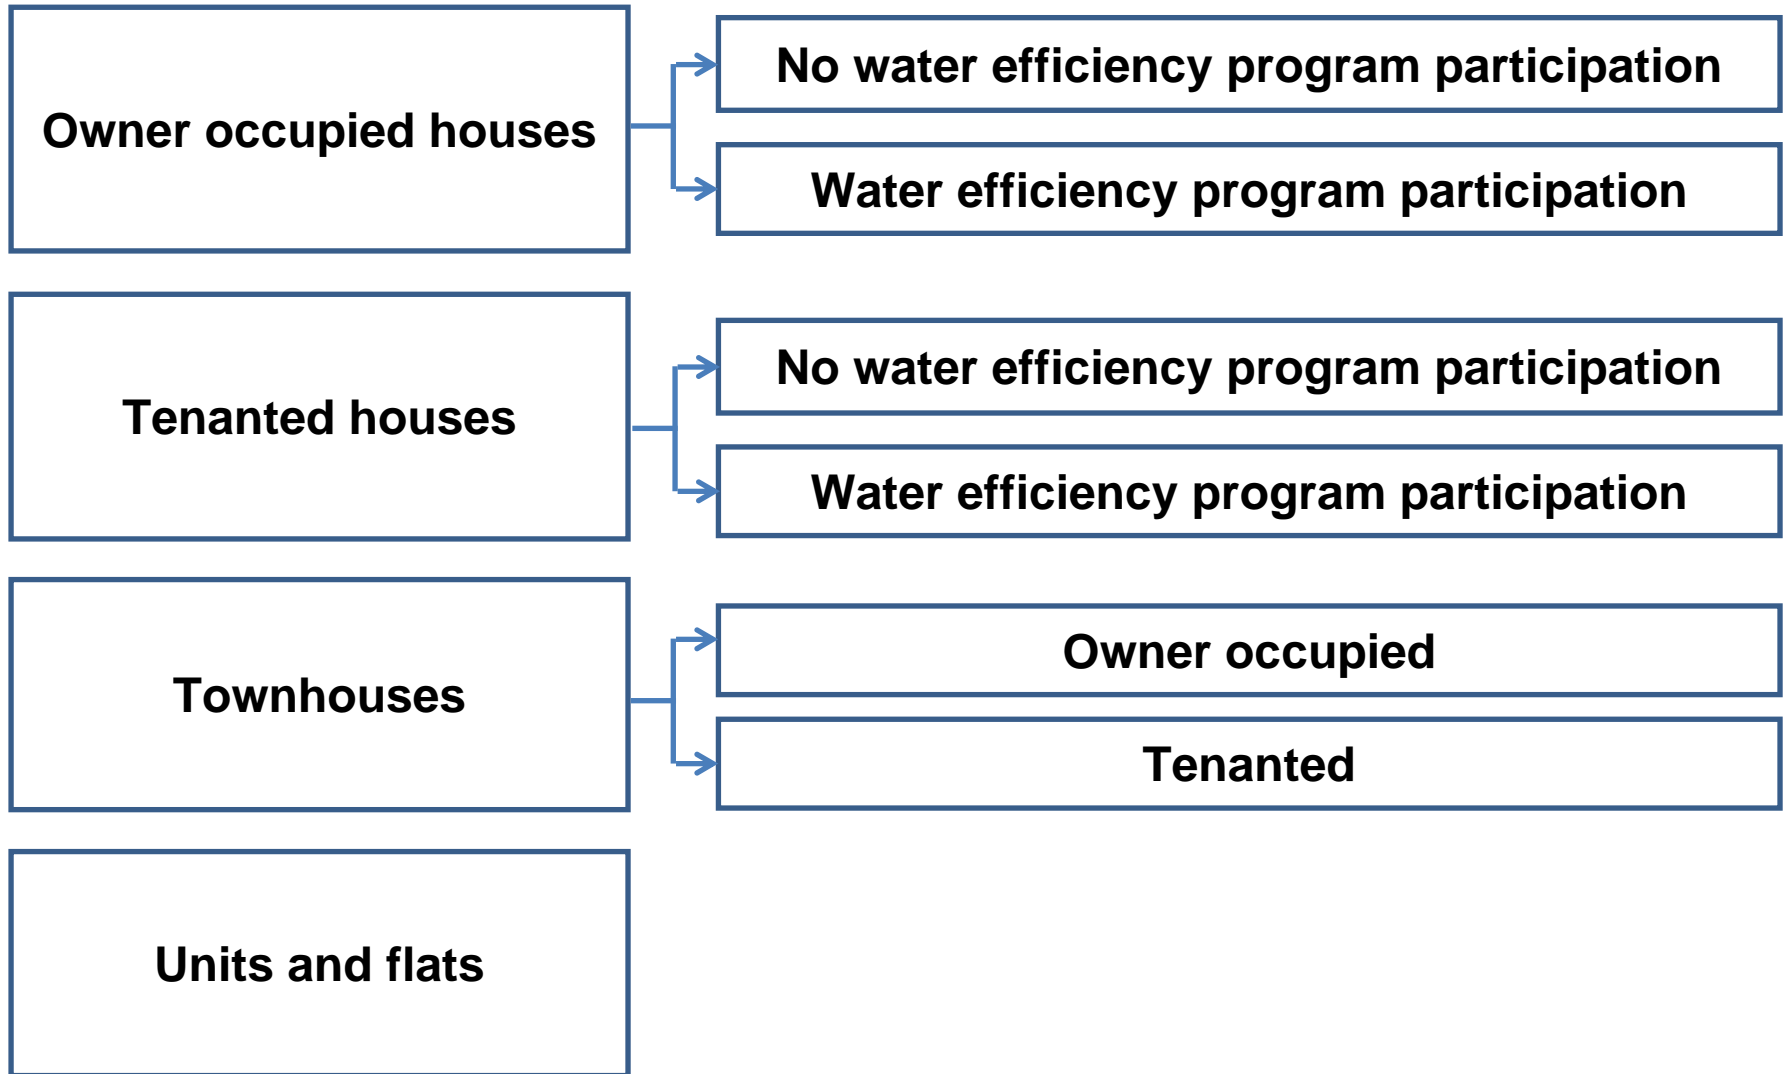 Owner occupied houses
No water efficiency program participation
Water efficiency program participation
Tenanted houses
No water efficiency program participation
Water efficiency program participation
Townhouses
Owner occupied
Tenanted
Units and flats